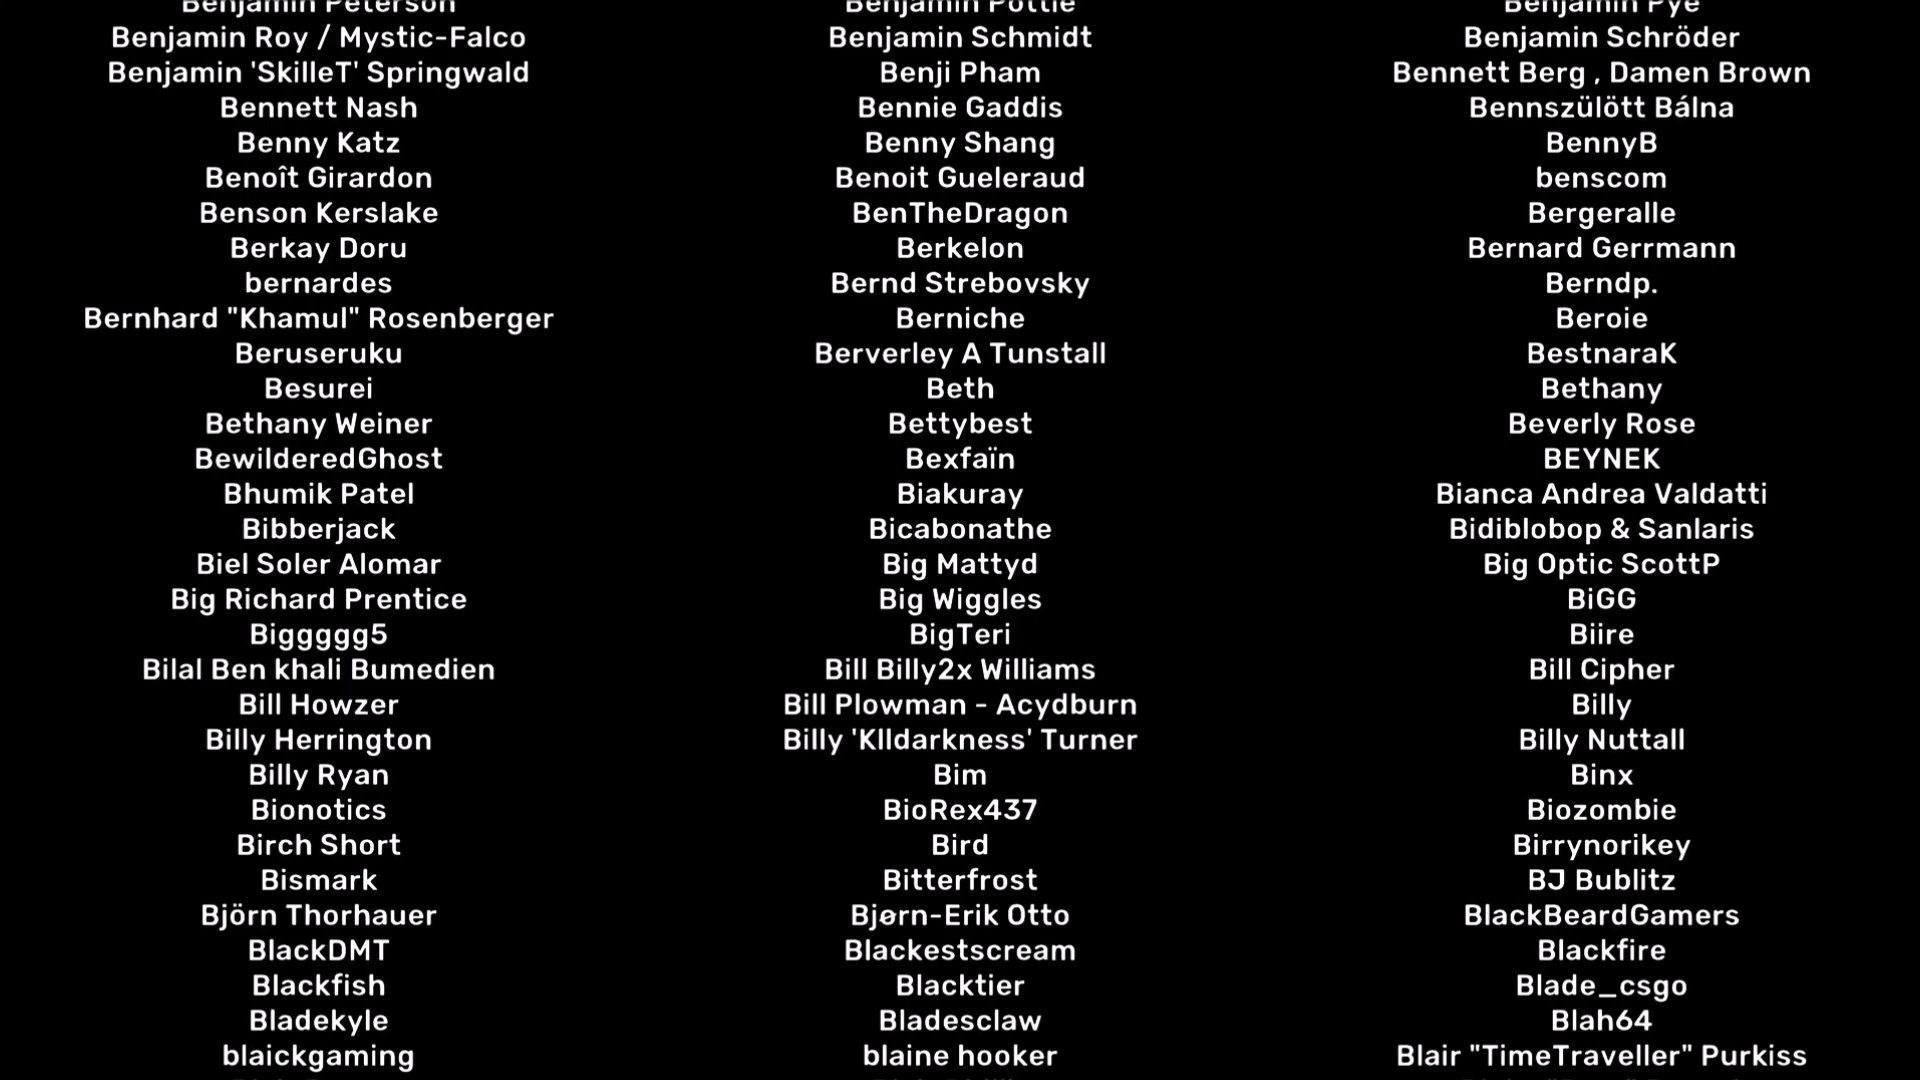 Benjamin Peterson Benjamin Pottie Benjamin Pye
Benjamin Roy / Mystic-Falco Benjamin Schmidt Benjamin Schröder
Benjamin 'SkilleT' Springwald Benji Pham Bennett Berg , Damen Brown
Bennett Nash Bennie Gaddis Bennszülött Bálna
Benny Katz Benny Shang BennyB
Benoît Girardon Benoit Gueleraud benscom
Benson Kerslake BenTheDragon Bergeralle
Berkay Doru Berkelon Bernard Gerrmann
bernardes Bernd Strebovsky Berndp.
Bernhard "Khamul" Rosenberger Berniche Beroie
Beruseruku Berverley A Tunstall BestnaraK
Besurei Beth Bethany
Bethany Weiner Bettybest Beverly Rose
BewilderedGhost Bexfaïn BEYNEK
Bhumik Patel Biakuray Bianca Andrea Valdatti
Bibberjack Bicabonathe Bidiblobop & Sanlaris
Biel Soler Alomar Big Mattyd Big Optic ScottP
Big Richard Prentice Big Wiggles BiGG
Biggggg5 BigTeri Biire
Bilal Ben khali Bumedien Bill Billy2x Williams Bill Cipher
Bill Howzer Bill Plowman - Acydburn Billy
Billy Herrington Billy 'Klldarkness' Turner Billy Nuttall
Billy Ryan Bim Binx
Bionotics BioRex437 Biozombie
Birch Short Bird Birrynorikey
Bismark Bitterfrost BJ Bublitz
Björn Thorhauer Bjørn-Erik Otto BlackBeardGamers
BlackDMT Blackestscream Blackfire
Blackfish Blacktier Blade_csgo
Bladekyle Bladesclaw Blah64
blaickgaming blaine hooker Blair "TimeTraveller" Purkiss